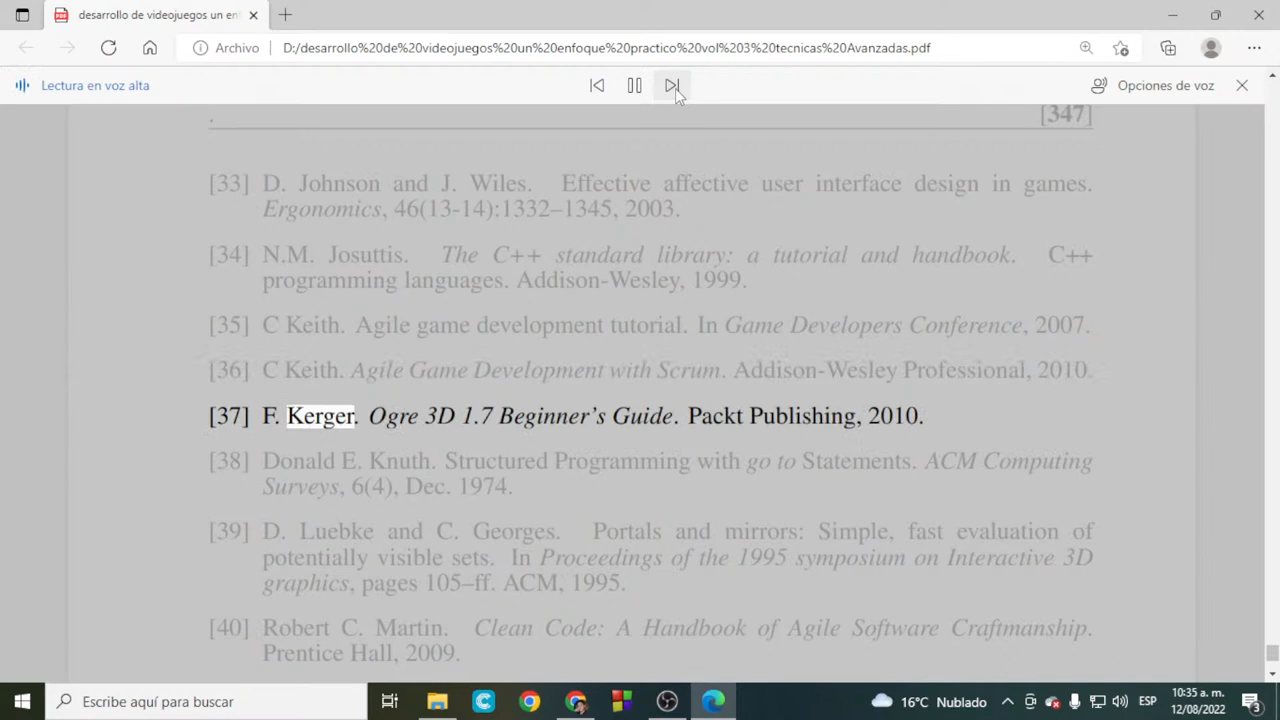 desarrollo de videojuegos un en
Archivo
D:/desarrollo%20de%20videojuegos%20un%20enfoque%20practico%20vol%203%20tecnicas%20Avanzadas.pdf
Lectura en voz alta
Opciones de voz
. [347]
[33] D. Johnson and J. Wiles. Effective affective user interface design in games.
Ergonomics, 46(13-14):1332–1345, 2003.
[34] N.M. Josuttis. The C++ standard library: a tutorial and handbook. C++
programming languages. Addison-Wesley, 1999.
[35] C Keith. Agile game development tutorial. In Game Developers Conference, 2007.
[36] C Keith. Agile Game Development with Scrum. Addison-Wesley Professional, 2010.
[37] F. Kerger. Ogre 3D 1.7 Beginner’s Guide. Packt Publishing, 2010.
[38] Donald E. Knuth. Structured Programming with go to Statements. ACM Computing
Surveys, 6(4), Dec. 1974.
[39] D. Luebke and C. Georges. Portals and mirrors: Simple, fast evaluation of
potentially visible sets. In Proceedings of the 1995 symposium on Interactive 3D
graphics, pages 105–ff. ACM, 1995.
[40] Robert C. Martin. Clean Code: A Handbook of Agile Software Craftmanship.
Prentice Hall, 2009.
Escribe aquí para buscar
16°C Nublado
ESP
10:35 a. m.
12/08/2022
3